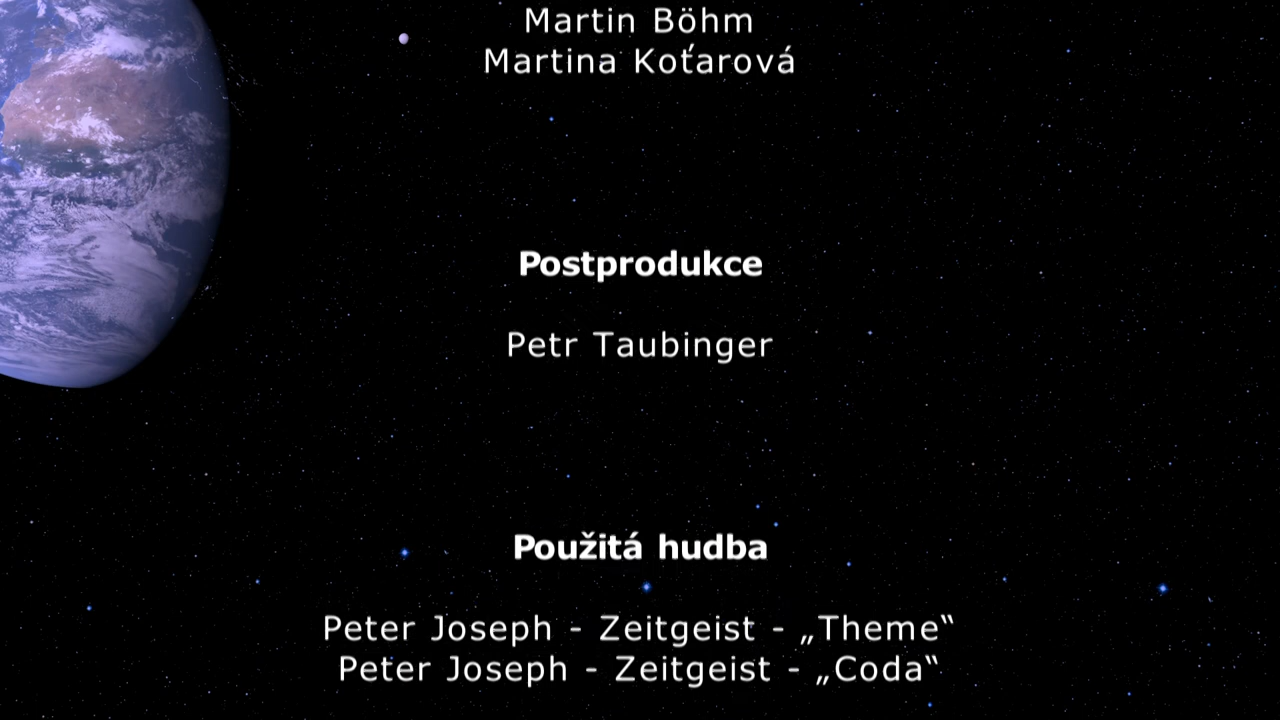 Martin Böhm
Martina Koťarová
Postprodukce
Petr Taubinger
Použitá hudba
Peter Joseph - Zeitgeist - „Theme“
Peter Joseph - Zeitgeist - „Coda“